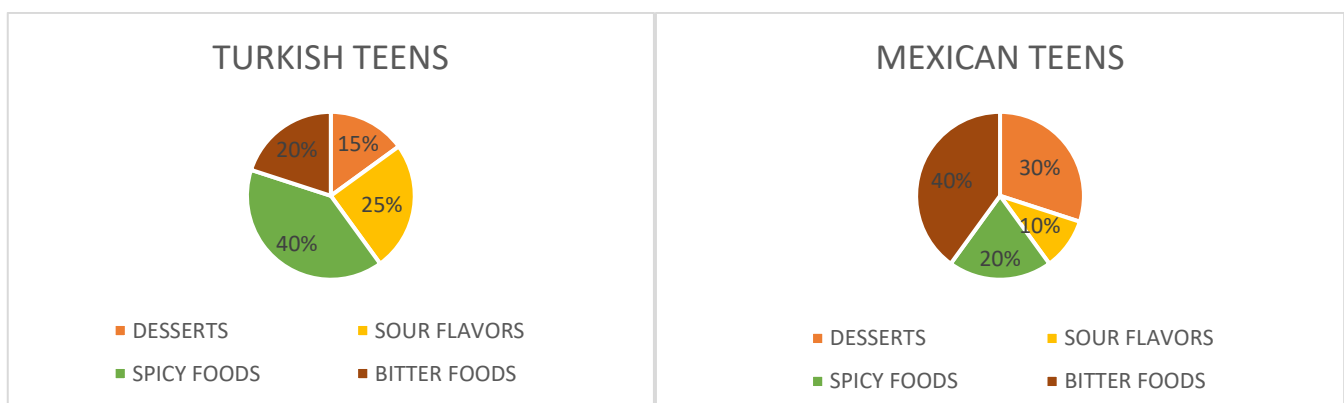 TURKISH TEENS
15%
20%
25%
40%
DESSERTS SOUR FLAVORS
SPICY FOODS BITTER FOODS
MEXICAN TEENS
30%
40%
10%
20%
DESSERTS SOUR FLAVORS
SPICY FOODS BITTER FOODS